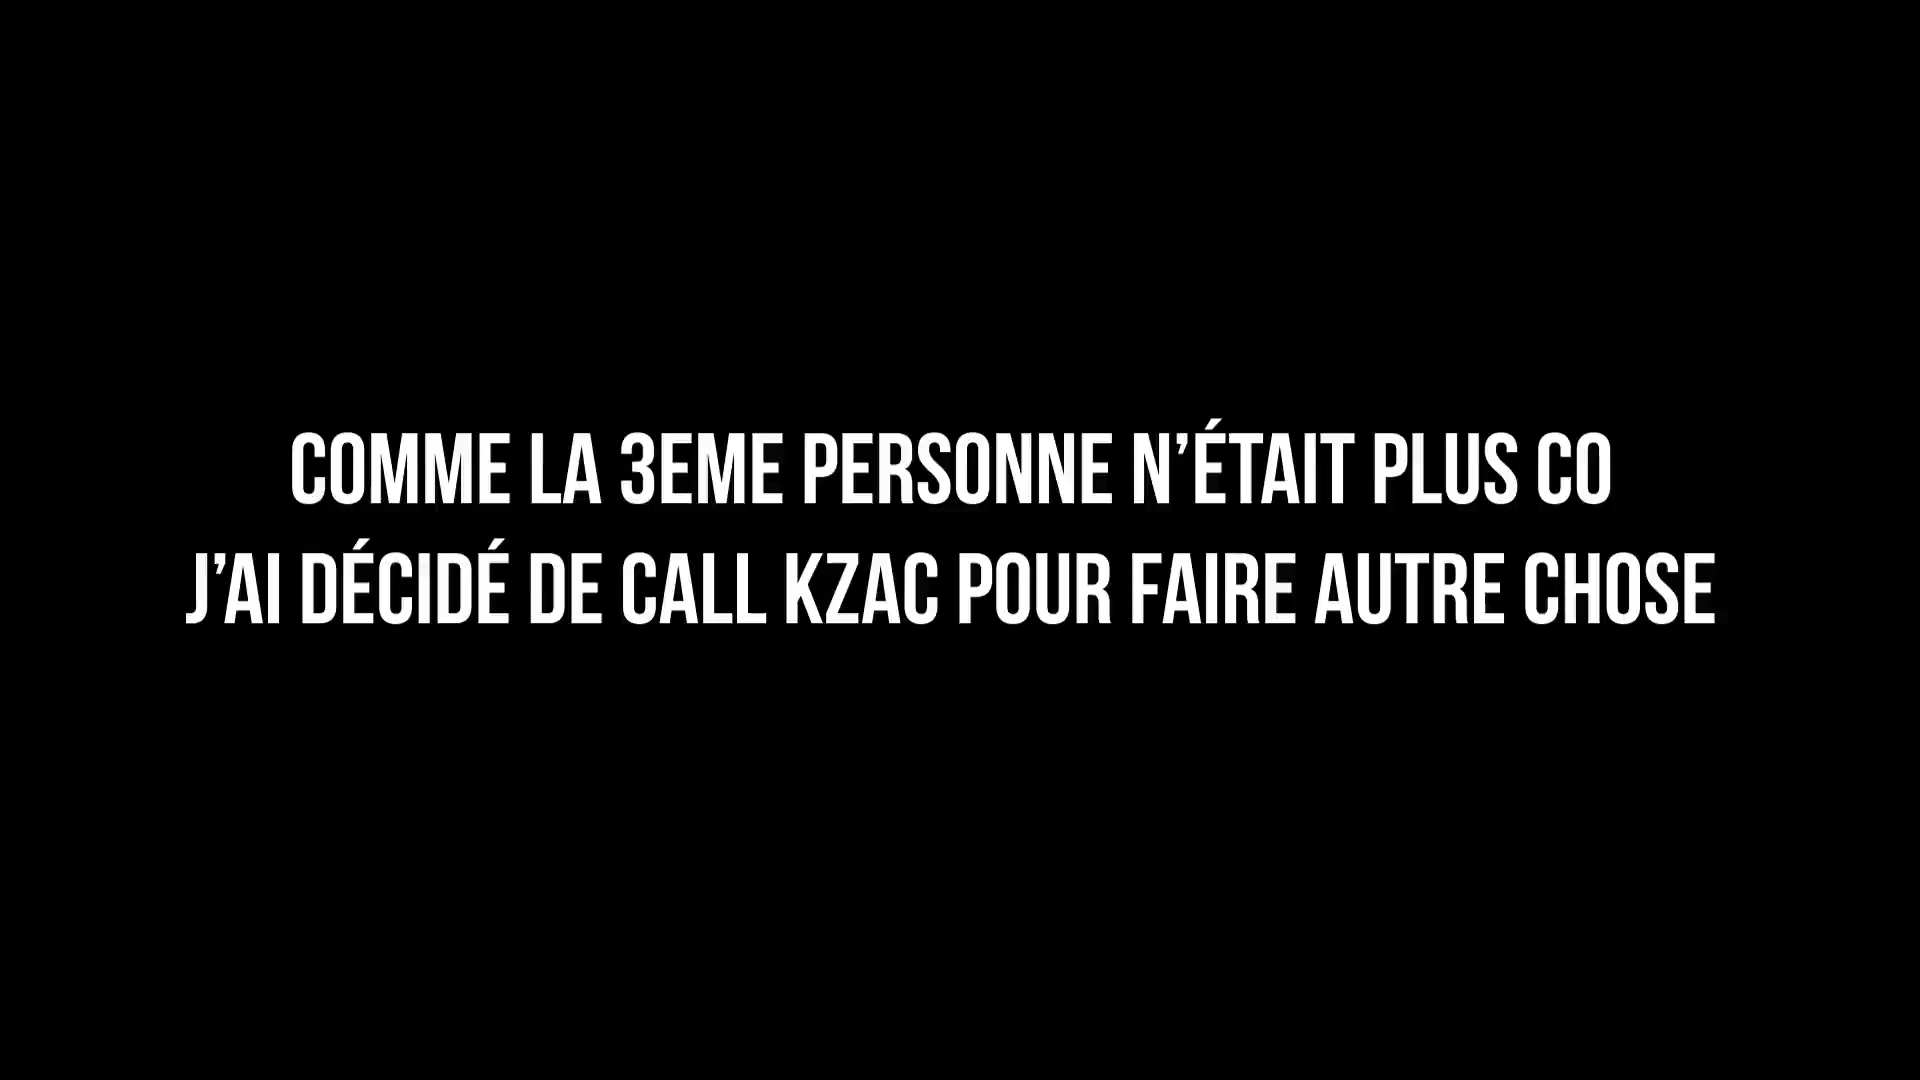 COMME LA 3EME PERSONNE N’ÉTAIT PLUS CO
J’AI DÉCIDÉ DE CALL KZAC POUR FAIRE AUTRE CHOSE